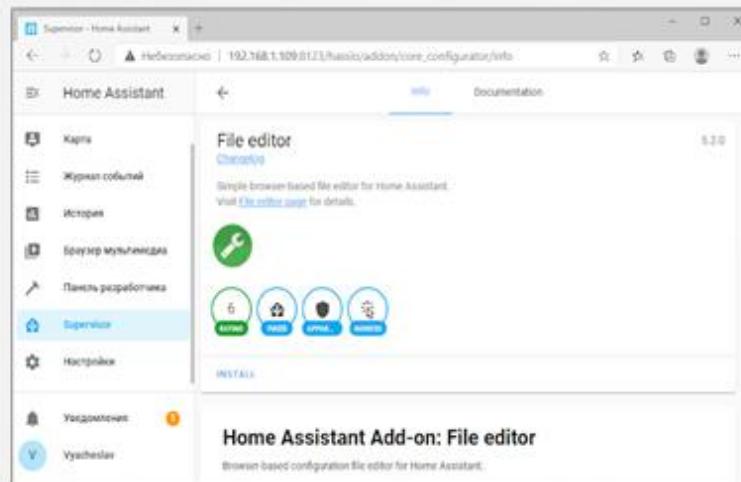 Supervisor - Home Assistant
Небезопасно | 192.168.1.109:8123/hassio/addon/core_configurator/info
Home Assistant
Info
Documentation
Карта
Журнал событий
История
Браузер мультимедиа
Панель разработчика
Supervisor
Настройки
Уведомления
1
V
Vyacheslav
File editor
5.2.0
Changelog
Simple browser-based file editor for Home Assistant.
Visit File editor page for details.
6
RATING
INGRESS
INSTALL
Home Assistant Add-on: File editor
Browser-based configuration file editor for Home Assistant.